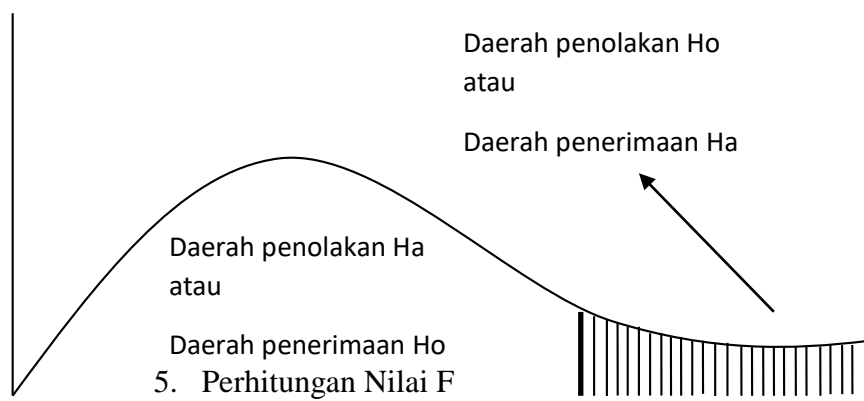 Daerah penolakan Ho
atau
Daerah penerimaan Ha
Daerah penolakan Ha
atau
Daerah penerimaan Ho
5. Perhitungan Nilai F